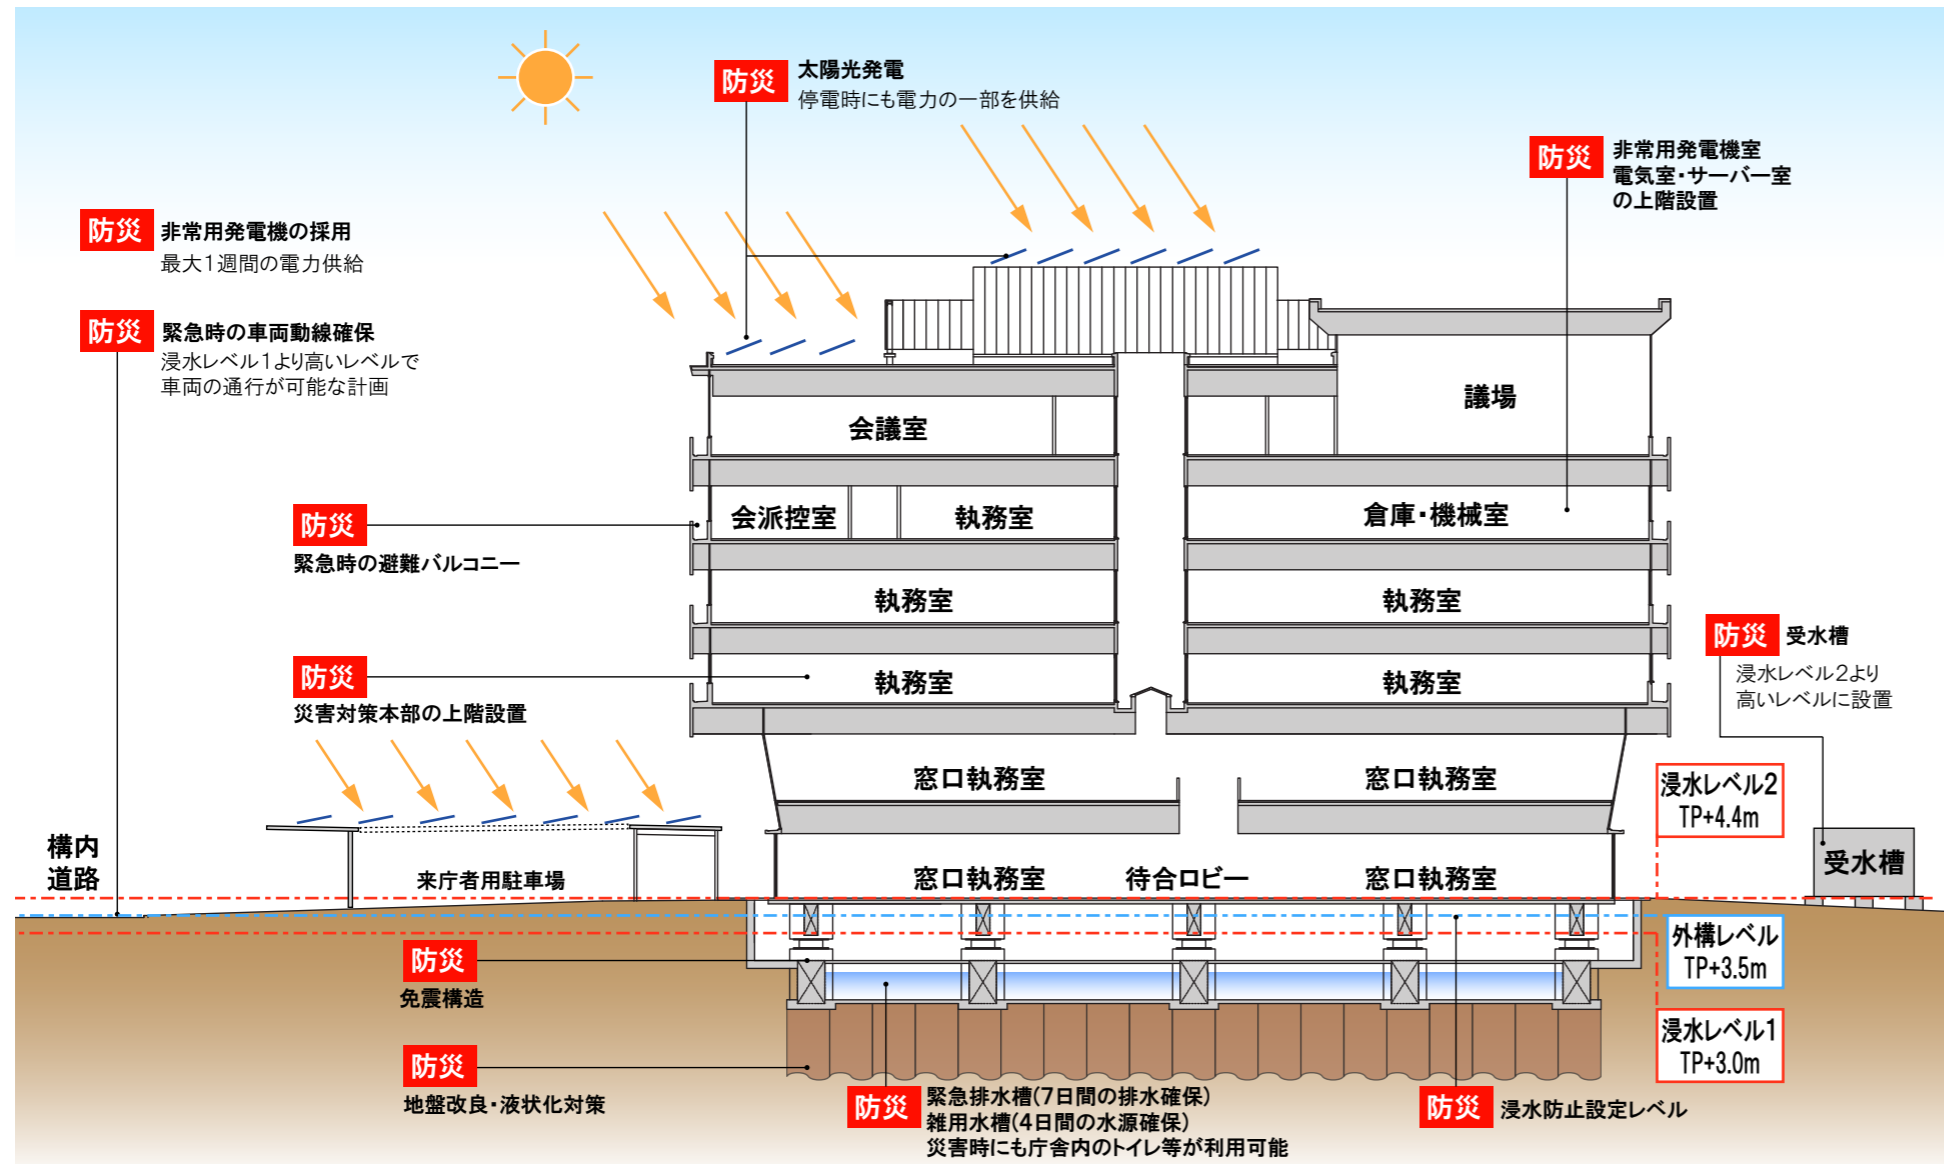 防災
太陽光発電
停電時にも電力の一部を供給
防災
非常用発電機室
電気室・サーバー室
の上階設置
防災
非常用発電機の採用
最大1週間の電力供給
防災
緊急時の車両動線確保
浸水レベル1より高いレベルで
車両の通行が可能な計画
議場
会議室
会派控室
執務室
倉庫・機械室
防災
緊急時の避難バルコニー
執務室
執務室
防災
受水槽
浸水レベル2より
高いレベルに設置
防災
災害対策本部の上階設置
執務室
執務室
窓口執務室
窓口執務室
浸水レベル2
TP+4.4m
構内
道路
来庁者用駐車場
窓口執務室
待合ロビー
窓口執務室
受水槽
外構レベル
TP+3.5m
防災
免震構造
浸水レベル1
TP+3.0m
防災
地盤改良・液状化対策
防災
緊急排水槽(7日間の排水確保)
雑用水槽(4日間の水源確保)
災害時にも庁舎内のトイレ等が利用可能
防災
浸水防止設定レベル